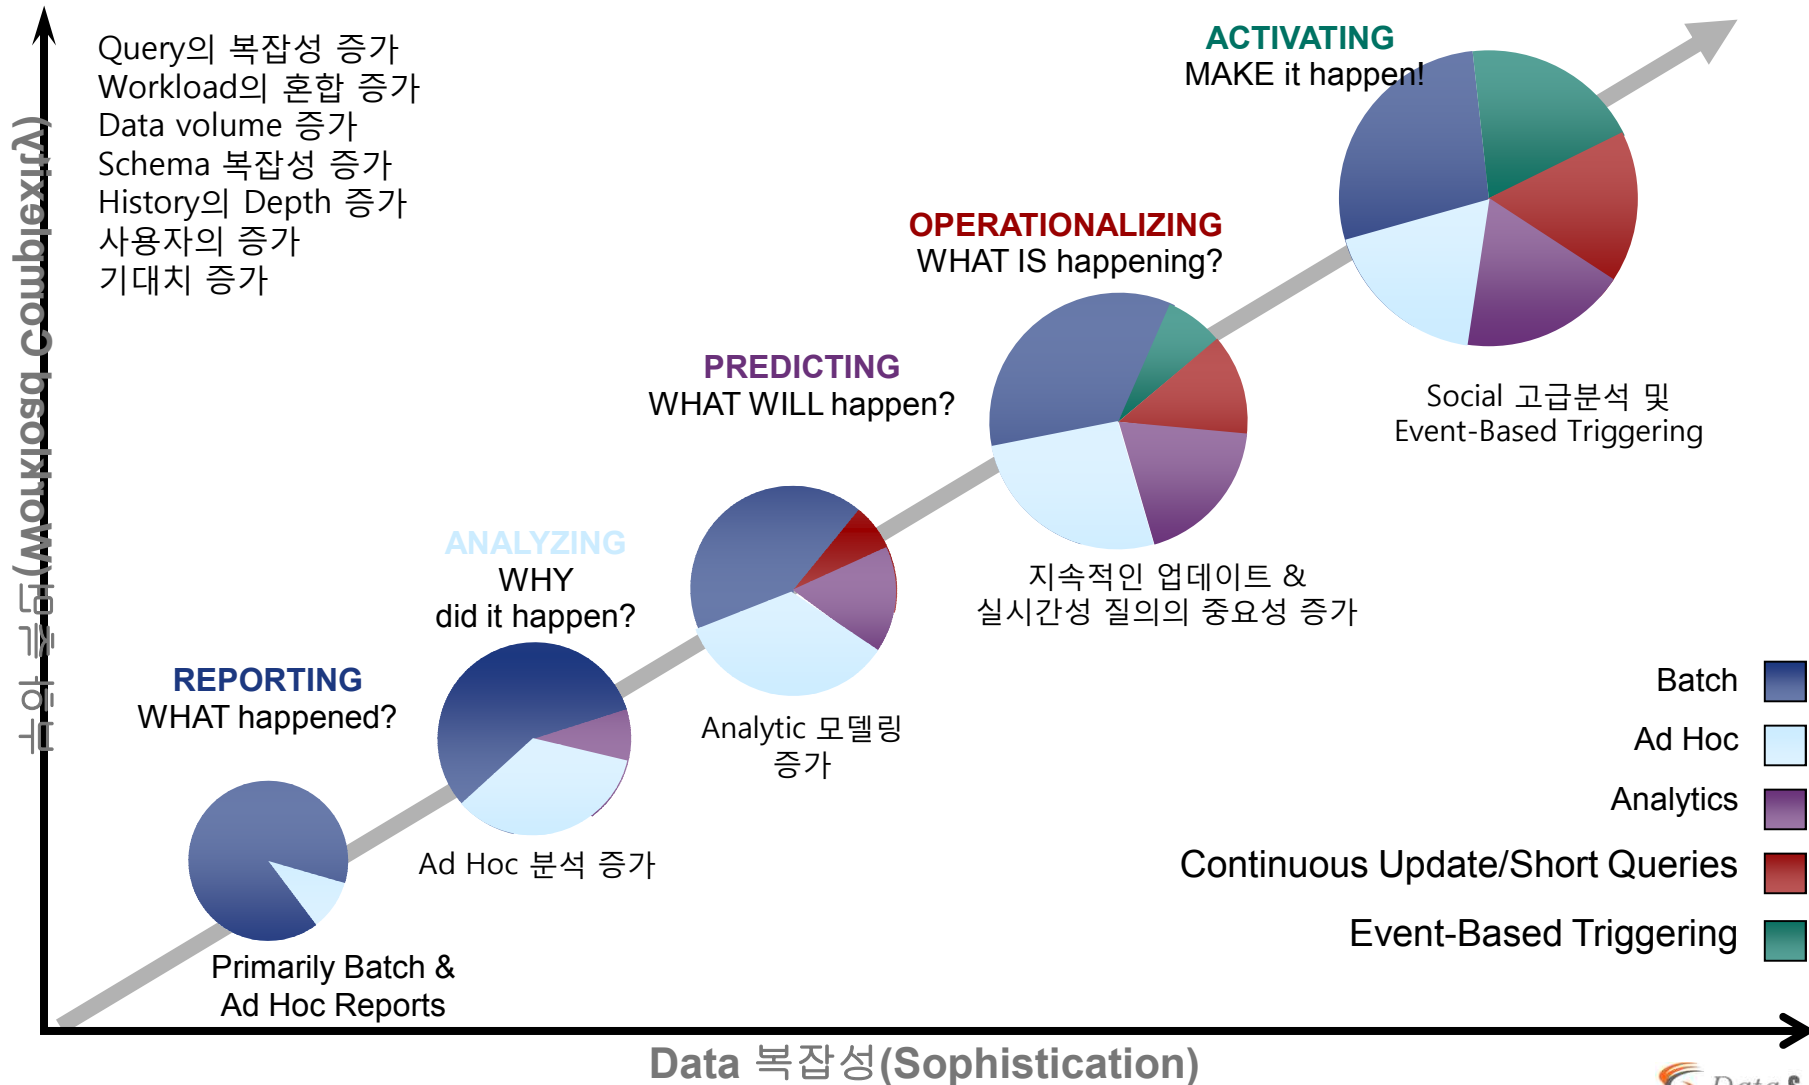 Query의 복잡성 증가
Workload의 혼합 증가
Data volume 증가
Schema 복잡성 증가
History의 Depth 증가
사용자의 증가
기대치 증가
부하 측면(Workload Complexity)
ACTIVATING
MAKE it happen!
OPERATIONALIZING
WHAT IS happening?
PREDICTING
WHAT WILL happen?
ANALYZING
WHY
did it happen?
REPORTING
WHAT happened?
Social 고급분석 및
Event-Based Triggering
지속적인 업데이트 &
실시간성 질의의 중요성 증가
Analytic 모델링
증가
Ad Hoc 분석 증가
Primarily Batch &
Ad Hoc Reports
Batch
Ad Hoc
Analytics
Continuous Update/Short Queries
Event-Based Triggering
Data 복잡성(Sophistication)
Data